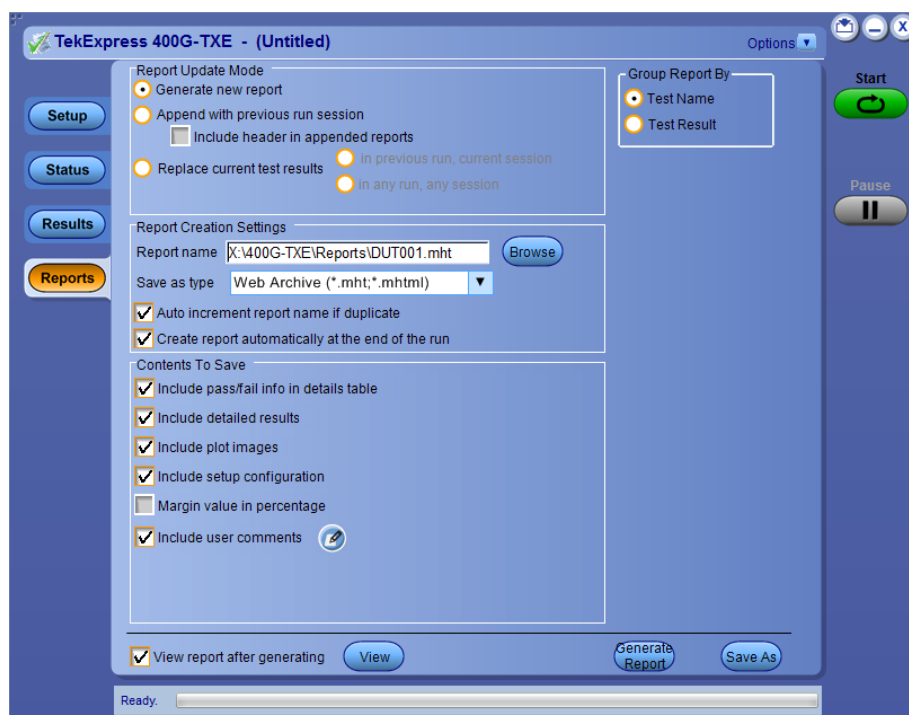 TekExpress 400G-TXE - (Untitled)
Options
X
Start
Pause
Setup
Status
Results
Reports
Report Update Mode
Generate new report
Append with previous run session
Include header in appended reports
Replace current test results
In previous run, current session
In any run, any session
Group Report By
Test Name
Test Result
Report Creation Settings
Report name X:\400G-TXE\Reports\DUT001.mht Browse
Save as type Web Archive (*.mht;*.mhtml)
Auto increment report name if duplicate
Create report automatically at the end of the run
Contents To Save
Include pass/fail info in details table
Include detailed results
Include plot images
Include setup configuration
Margin value in percentage
Include user comments
View report after generating View
Generate
Report
Save As
Ready.